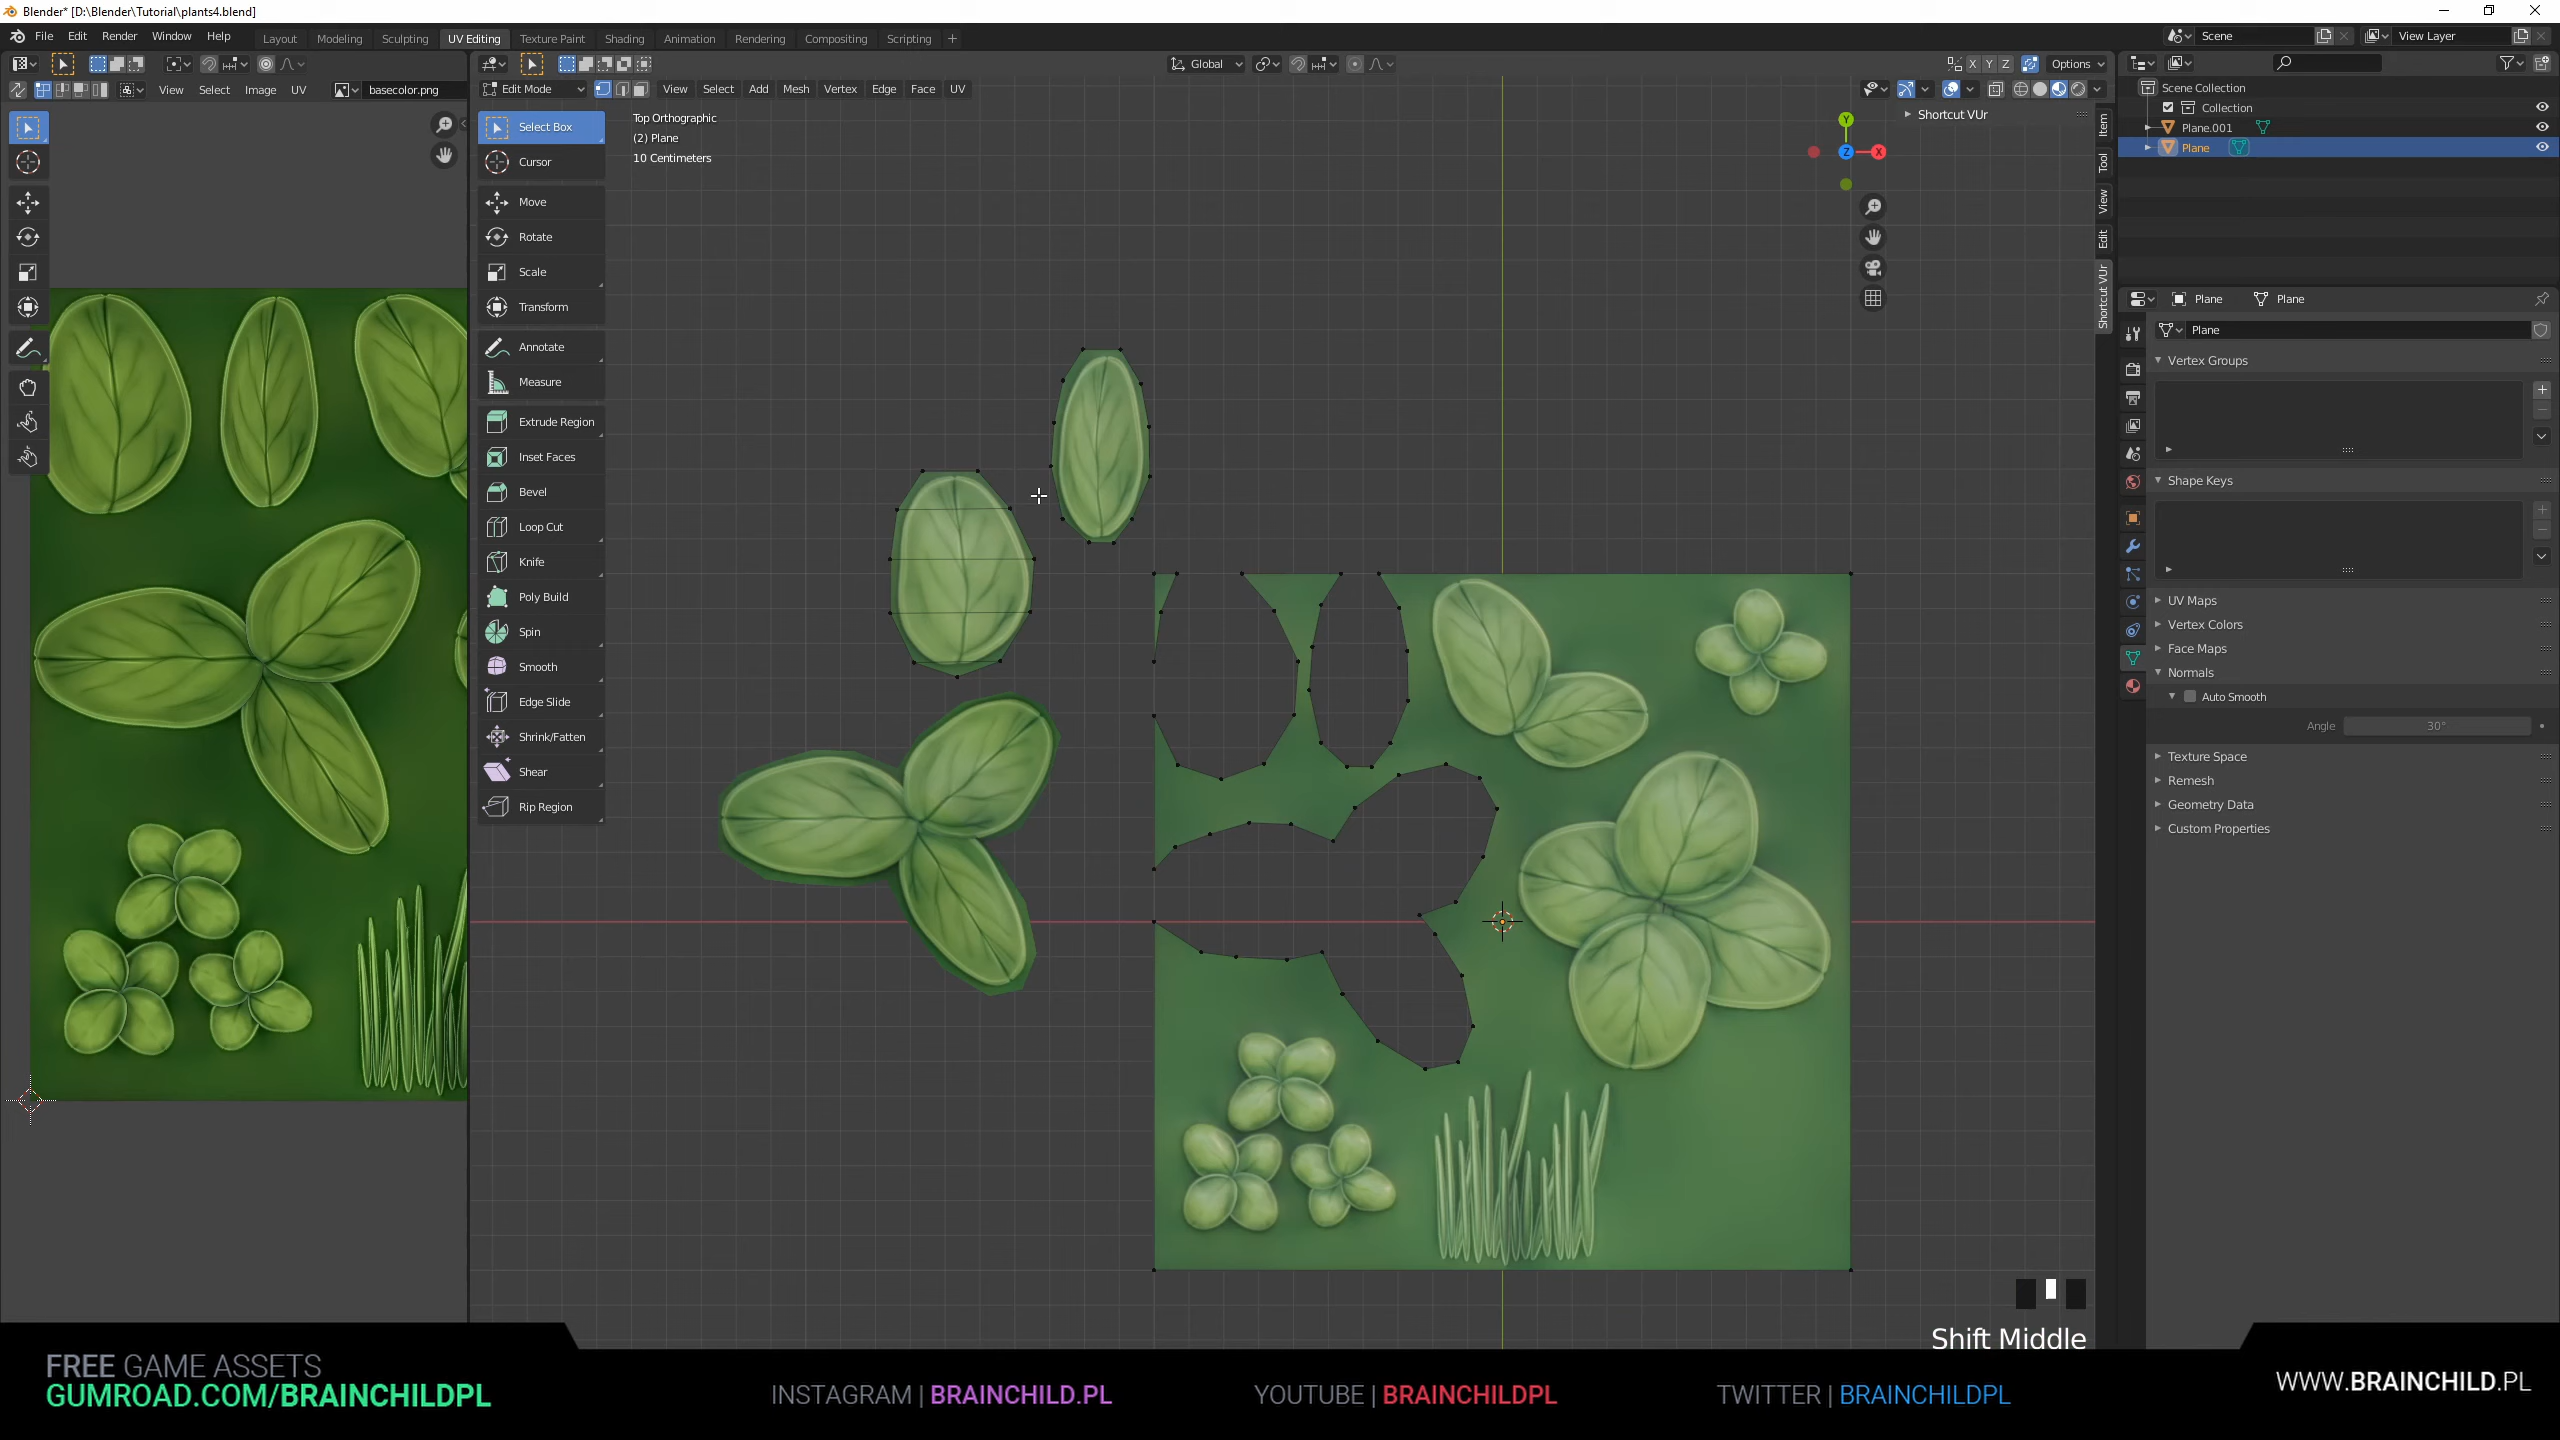 Blender* [D:\Blender\Tutorial\plants4.blend]
File Edit Render Window Help Layout Modeling Sculpting UV Editing Texture Paint Shading Animation Rendering Compositing Scripting + Scene View Layer
Global Options X Y Z
View Select Image UV basecolor.png Edit Mode View Select Add Mesh Vertex Edge Face UV
Scene Collection
Collection
Plane.001
Plane
Top Orthographic
(2) Plane
10 Centimeters
Shortcut VUr
Y
Z
X
Item
Tool
View
Edit
Shortcut VUr
Select Box
Cursor
Move
Rotate
Scale
Transform
Annotate
Measure
Extrude Region
Inset Faces
Bevel
Loop Cut
Knife
Poly Build
Spin
Smooth
Edge Slide
Shrink/Fatten
Shear
Rip Region
Plane Plane
Plane
Vertex Groups
Shape Keys
UV Maps
Vertex Colors
Face Maps
Normals
Auto Smooth
Angle 30°
Texture Space
Remesh
Geometry Data
Custom Properties
Shift Middle
FREE GAME ASSETS
GUMROAD.COM/BRAINCHILDPL
INSTAGRAM | BRAINCHILD.PL
YOUTUBE | BRAINCHILDPL
TWITTER | BRAINCHILDPL
WWW.BRAINCHILD.PL